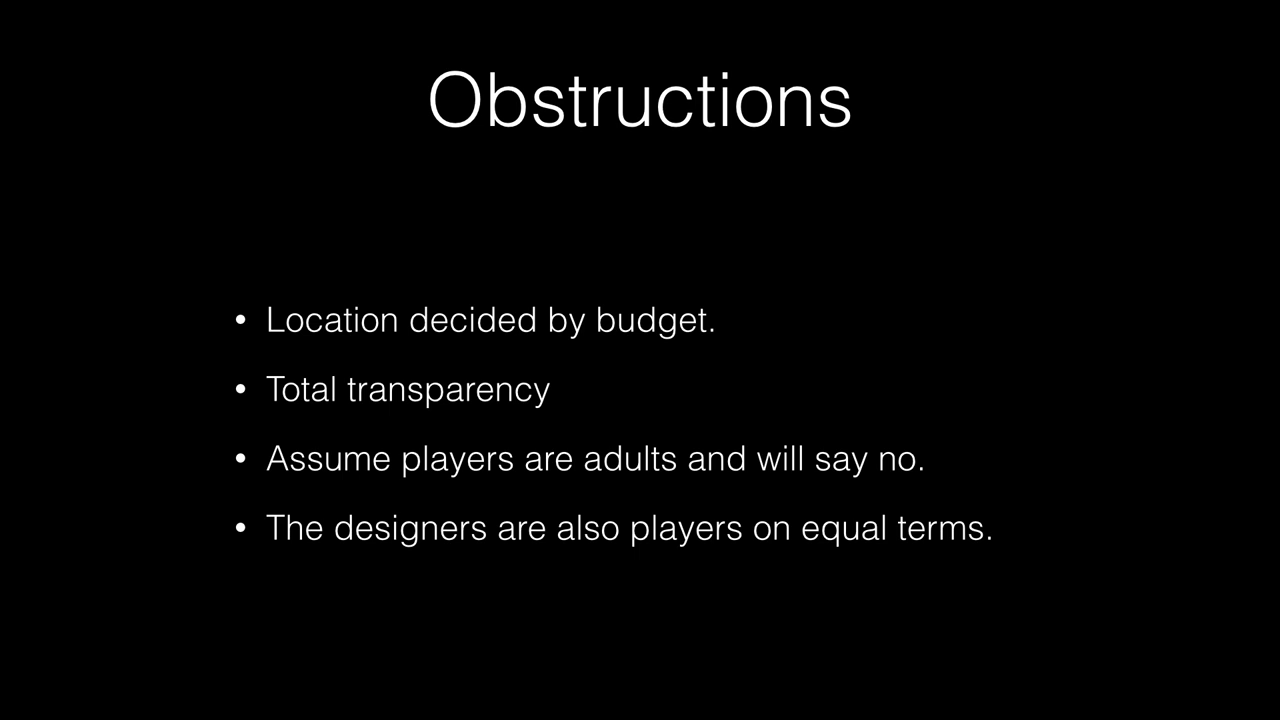 Obstructions
• Location decided by budget.
• Total transparency
• Assume players are adults and will say no.
• The designers are also players on equal terms.